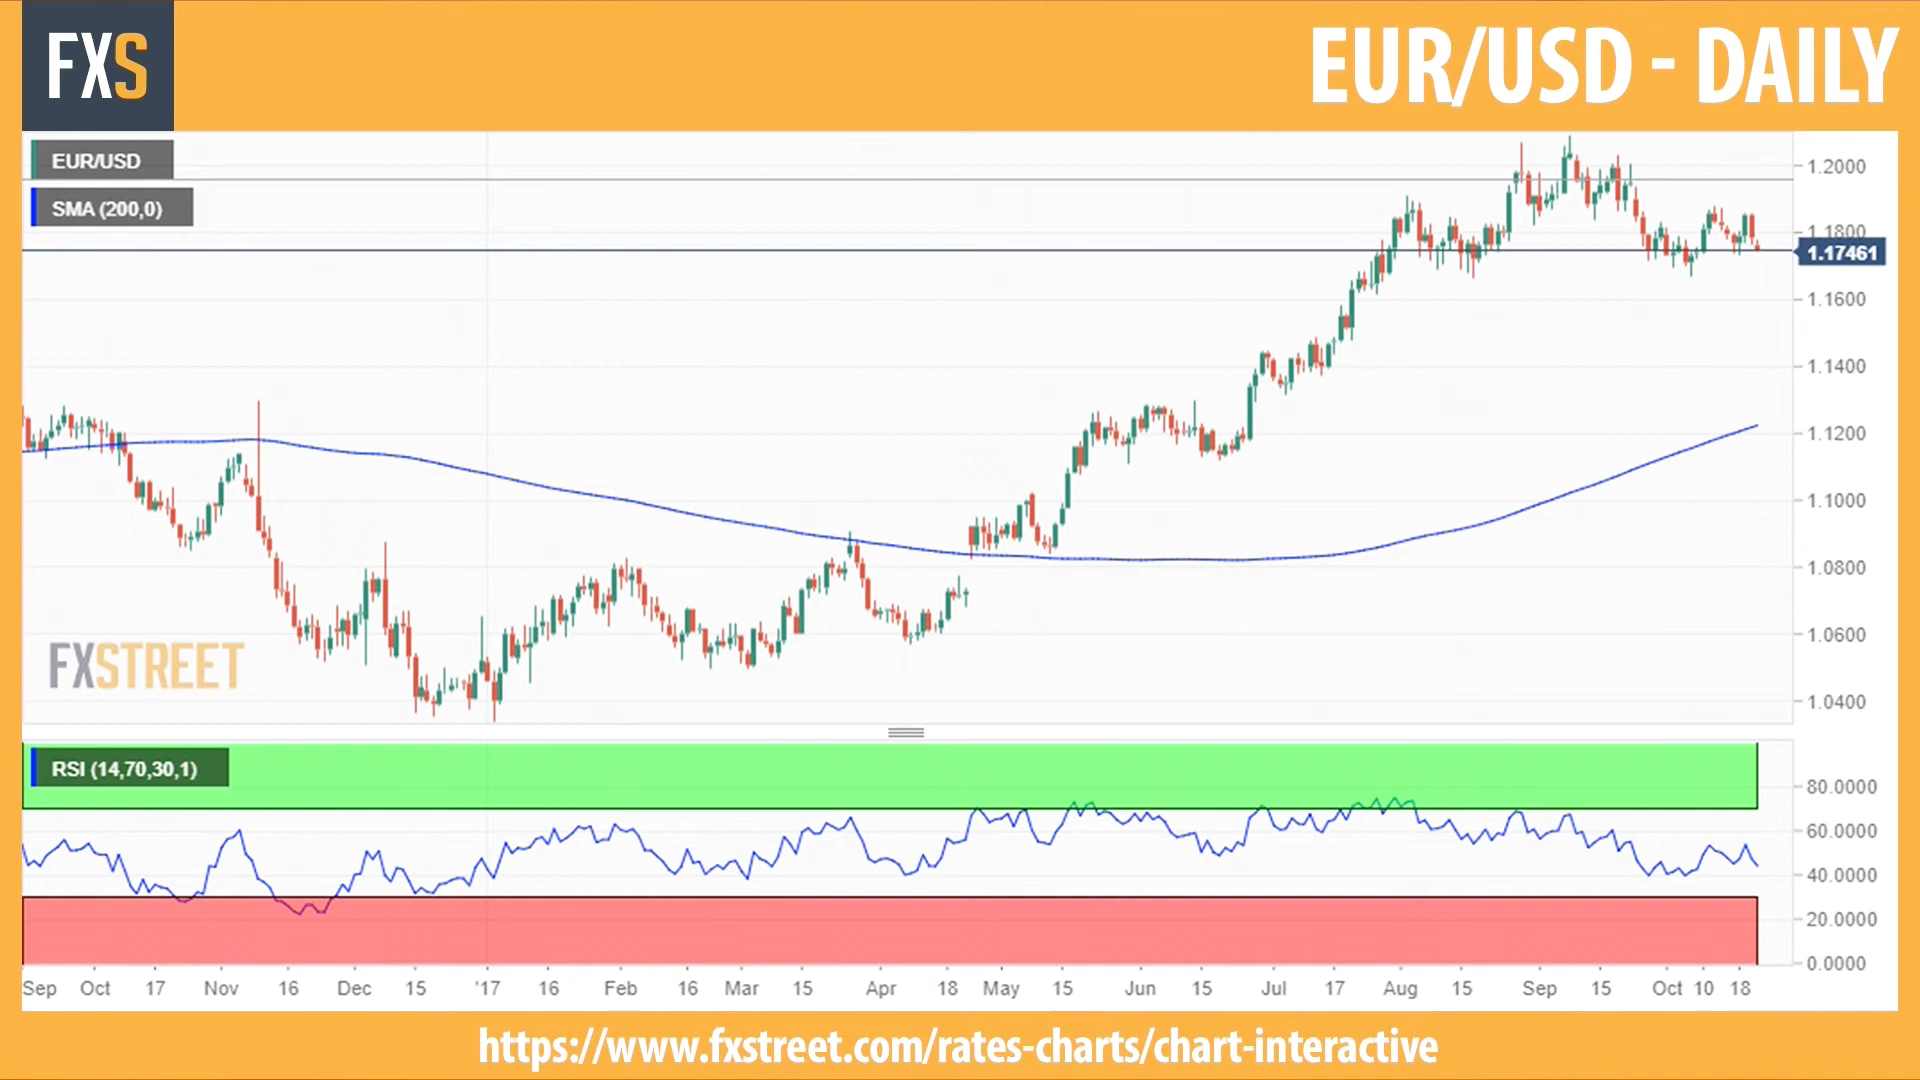 FXS
EUR/USD - DAILY
EUR/USD
SMA (200,0)
1.2000
1.1800
1.17461
1.1600
1.1400
1.1200
1.1000
1.0800
1.0600
1.0400
FXSTREET
RSI (14,70,30,1)
80.0000
60.0000
40.0000
20.0000
0.0000
Sep Oct 17 Nov 16 Dec 15 '17 16 Feb 16 Mar 15 Apr 18 May 15 Jun 15 Jul 17 Aug 15 Sep 15 Oct 10 18
https://www.fxstreet.com/rates-charts/chart-interactive